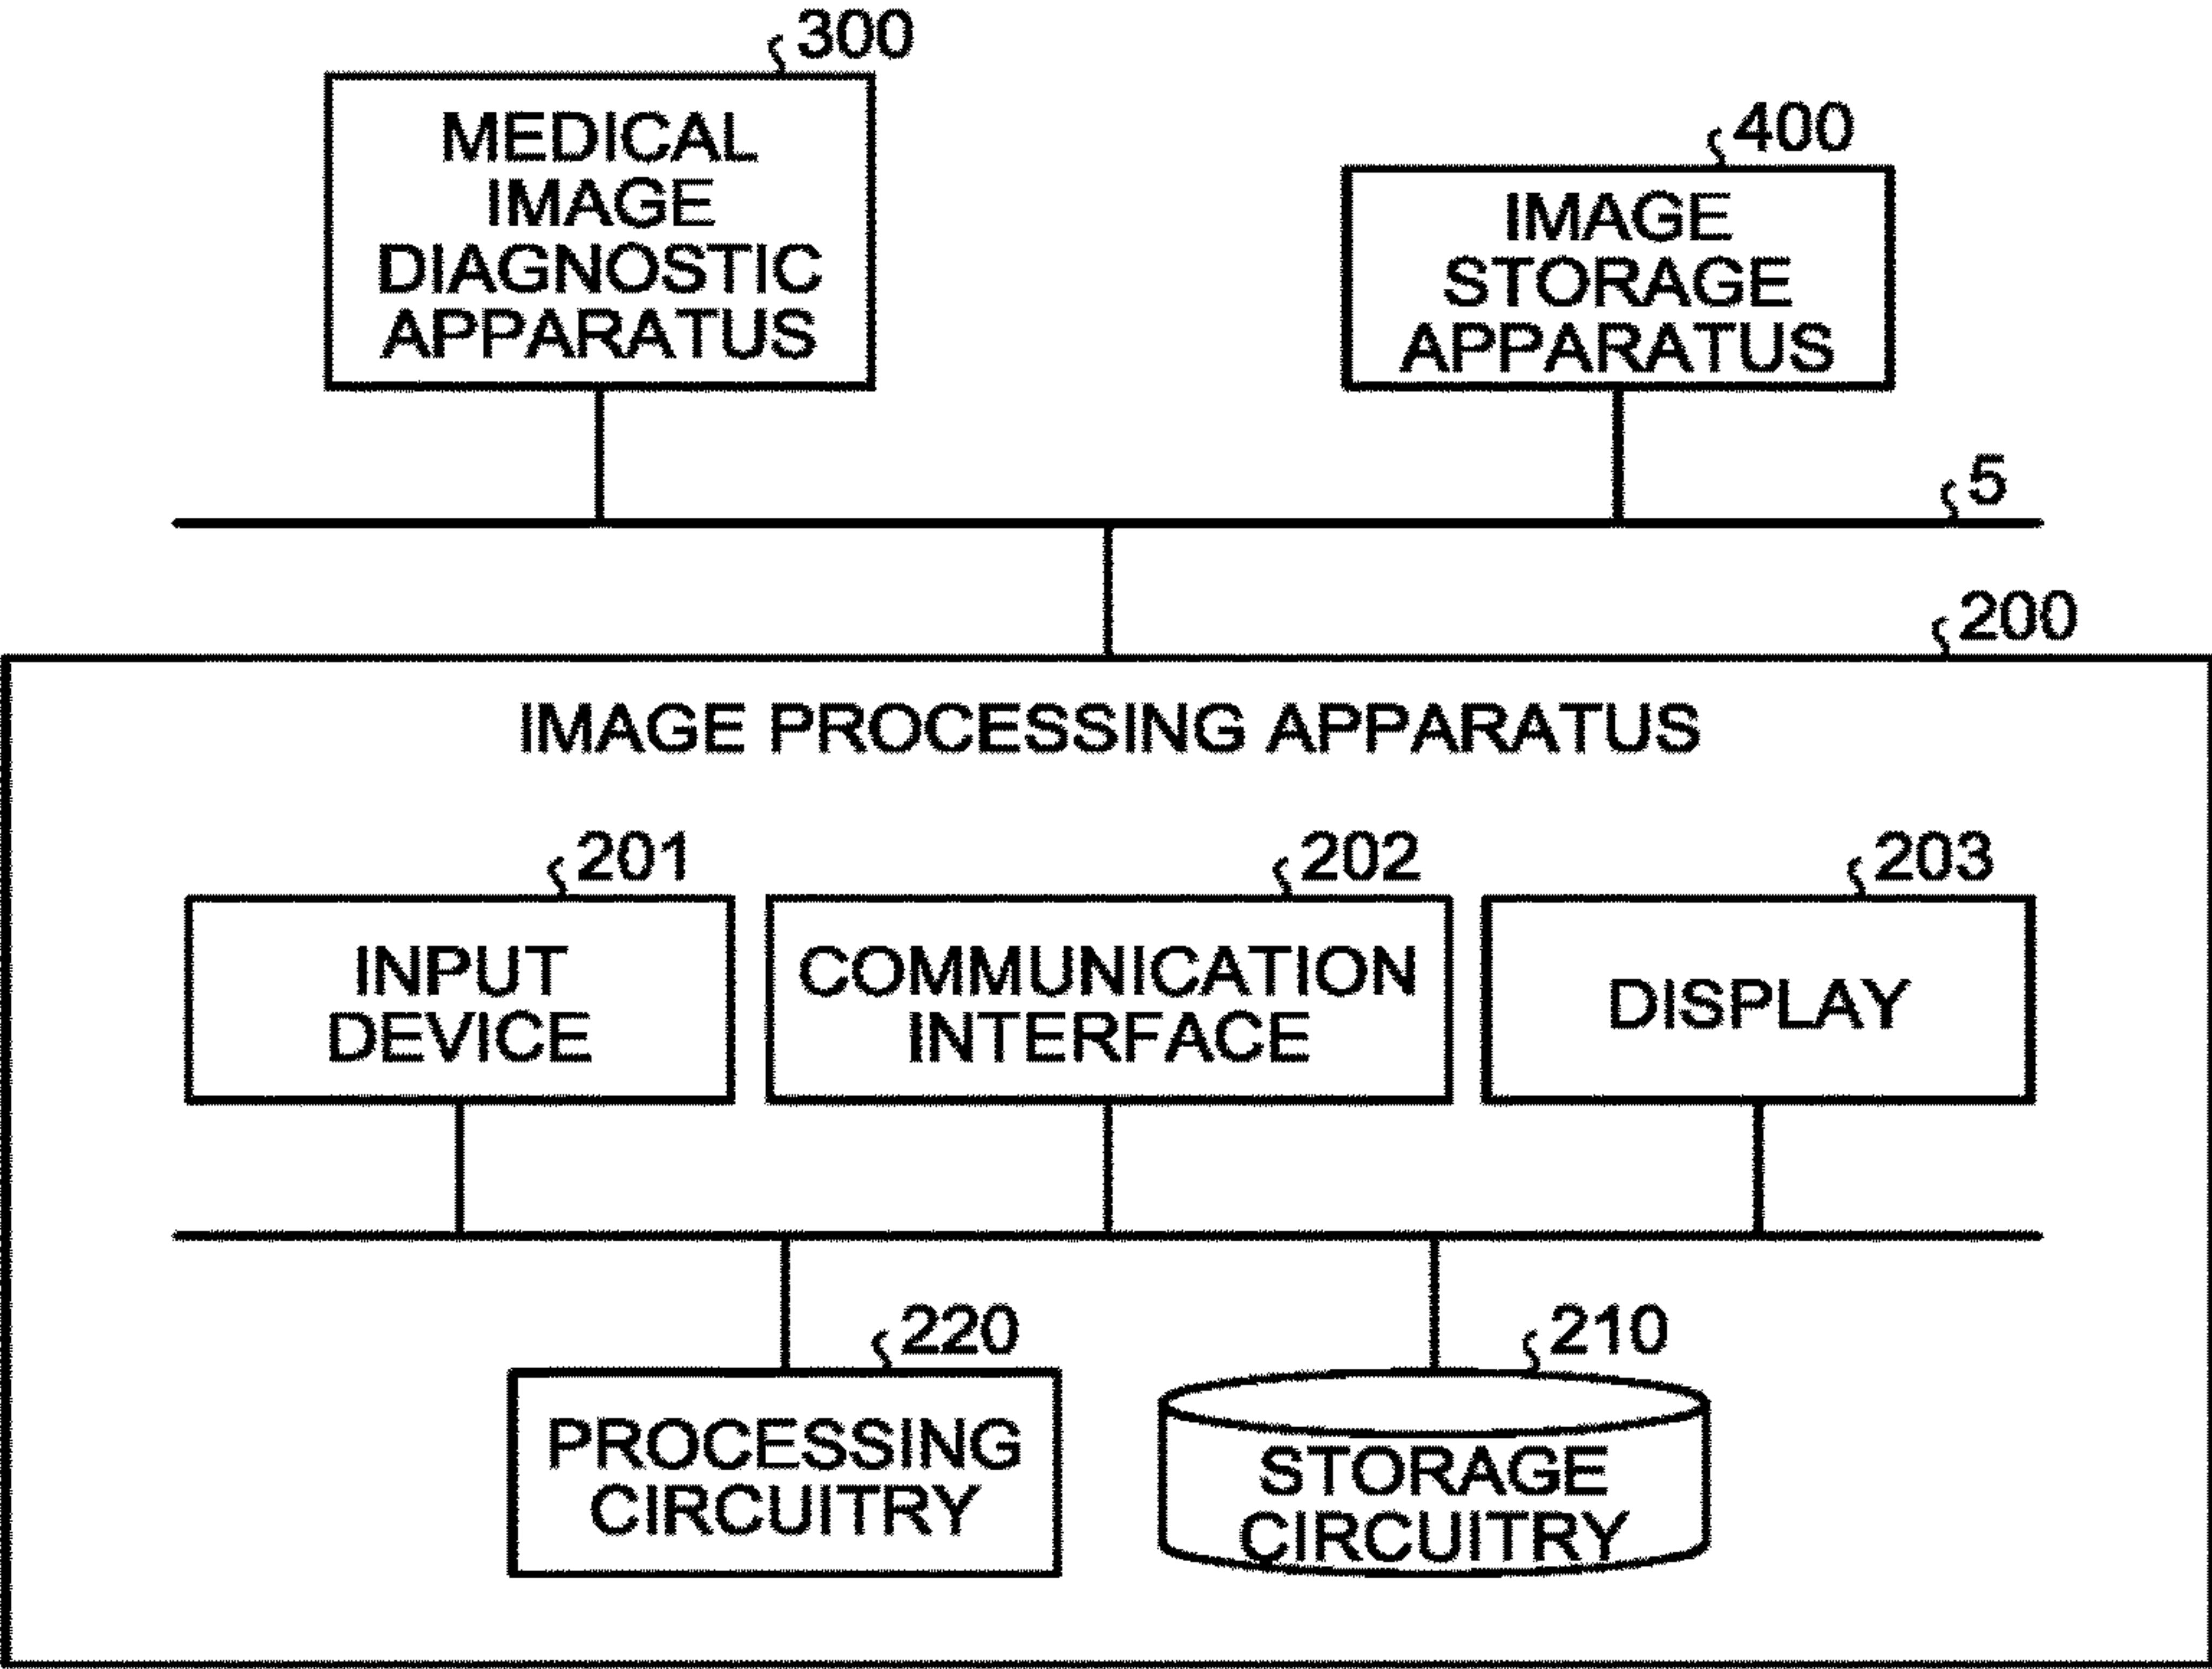 300
MEDICAL
IMAGE
DIAGNOSTIC
APPARATUS
400
IMAGE
STORAGE
APPARATUS
5
200
IMAGE PROCESSING APPARATUS
201
INPUT
DEVICE
202
COMMUNICATION
INTERFACE
203
DISPLAY
220
PROCESSING
CIRCUITRY
210
STORAGE
CIRCUITRY